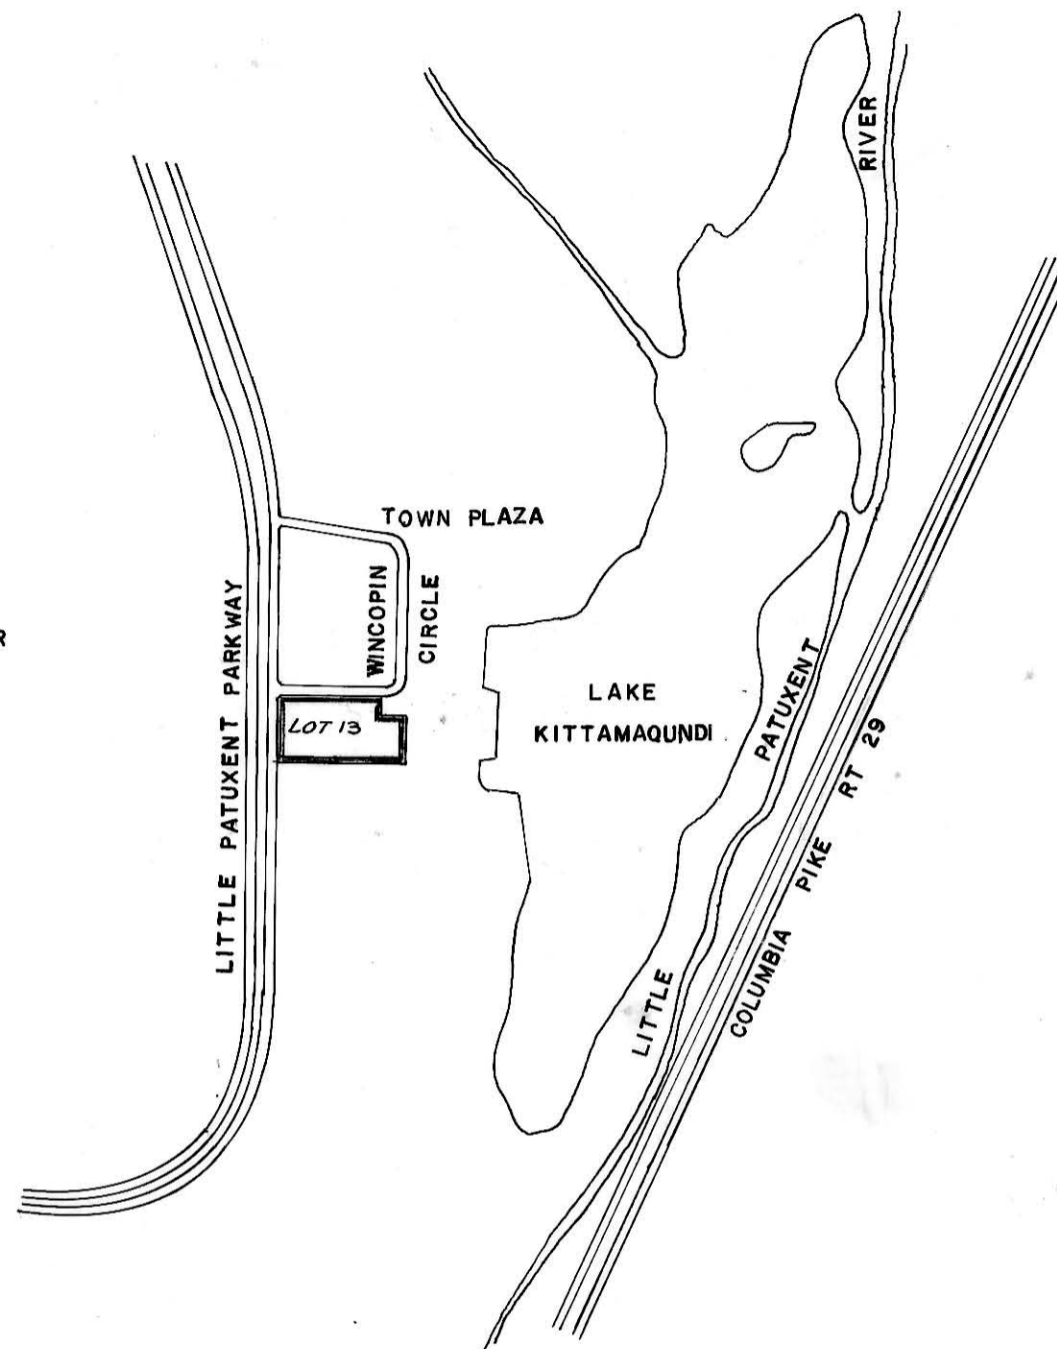 RIVER
TOWN PLAZA
WINCOPIN
CIRCLE
LITTLE PATUXENT PARKWAY
R
LOT 13
LAKE
KITTAMAQUNDI
LITTLE PATUXENT
COLUMBIA PIKE RT 29